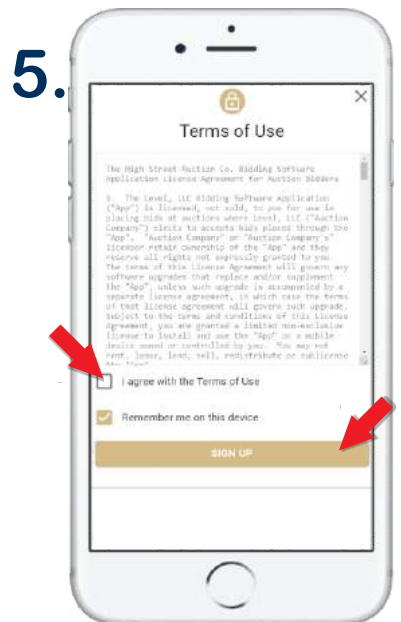 5.
Terms of Use
The High Street Auction Co. Bidding Software
Application License Agreement for Auction Bidders
1. The Level, LLC Bidding Software Application
("App") is licensed, not sold, to you for use in
placing bids at auctions where Level, LLC ("Auction
Company") elects to accepts bids placed through the
"App". "Auction Company" or "Auction Company's"
licensor retain ownership of the "App" and they
reserve all rights not expressly granted to you.
The terms of this License Agreement will govern any
software upgrades that replace and/or supplement
the "App", unless such upgrade is accompanied by a
separate license agreement, in which case the terms
of that license agreement will govern such upgrade.
Subject to the terms and conditions of this License
Agreement, you are granted a limited non-exclusive
license to install and use the "App" on a mobile
device owned or controlled by you. You may not
rent, lease, lend, sell, redistribute or sublicense
the "App"
I agree with the Terms of Use
Remember me on this device
SIGN UP